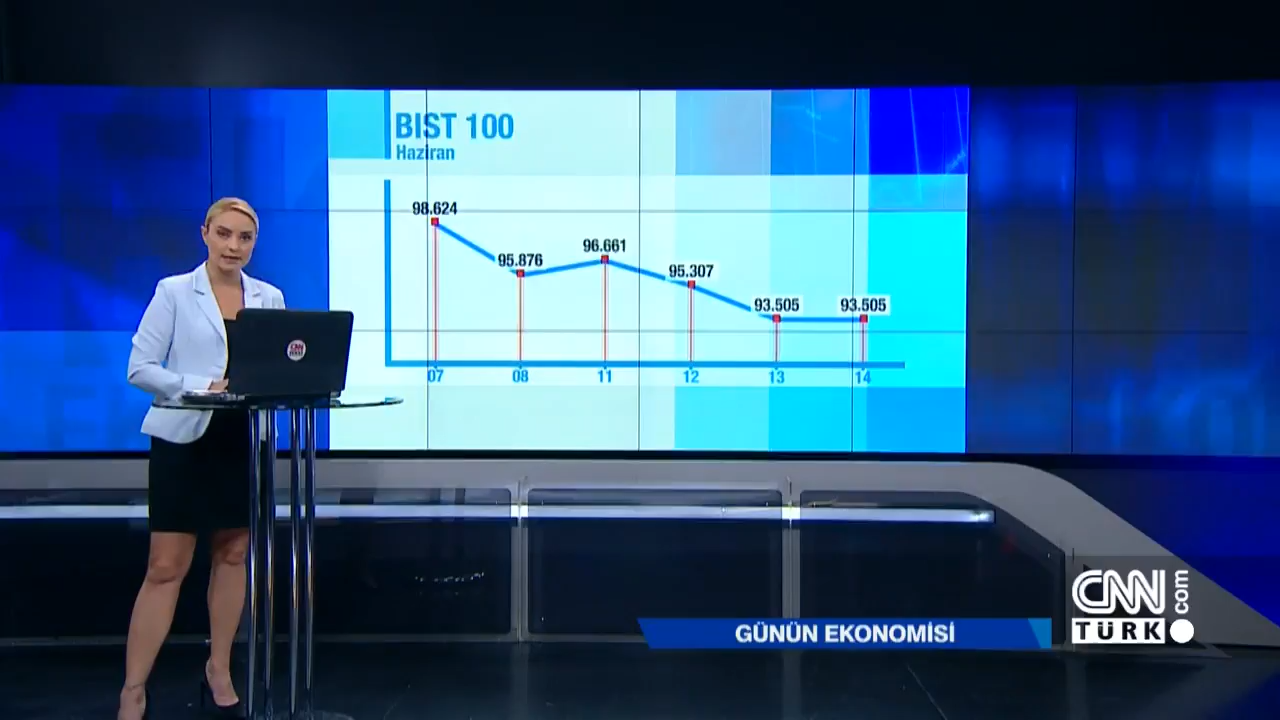 BIST 100
Haziran
98.624
95.876
96.661
95.307
93.505
93.505
07
08
11
12
13
14
GÜNÜN EKONOMİSİ
CNN
TÜRK
.com